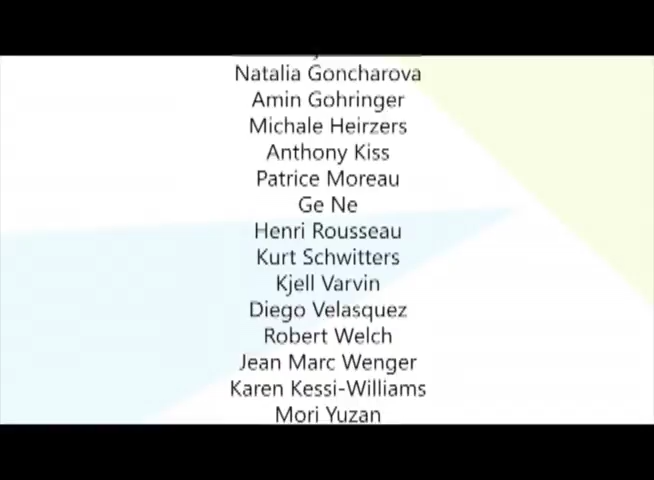 Natalia Goncharova
Amin Gohringer
Michale Heirzers
Anthony Kiss
Patrice Moreau
Ge Ne
Henri Rousseau
Kurt Schwitters
Kjell Varvin
Diego Velasquez
Robert Welch
Jean Marc Wenger
Karen Kessi-Williams
Mori Yuzan